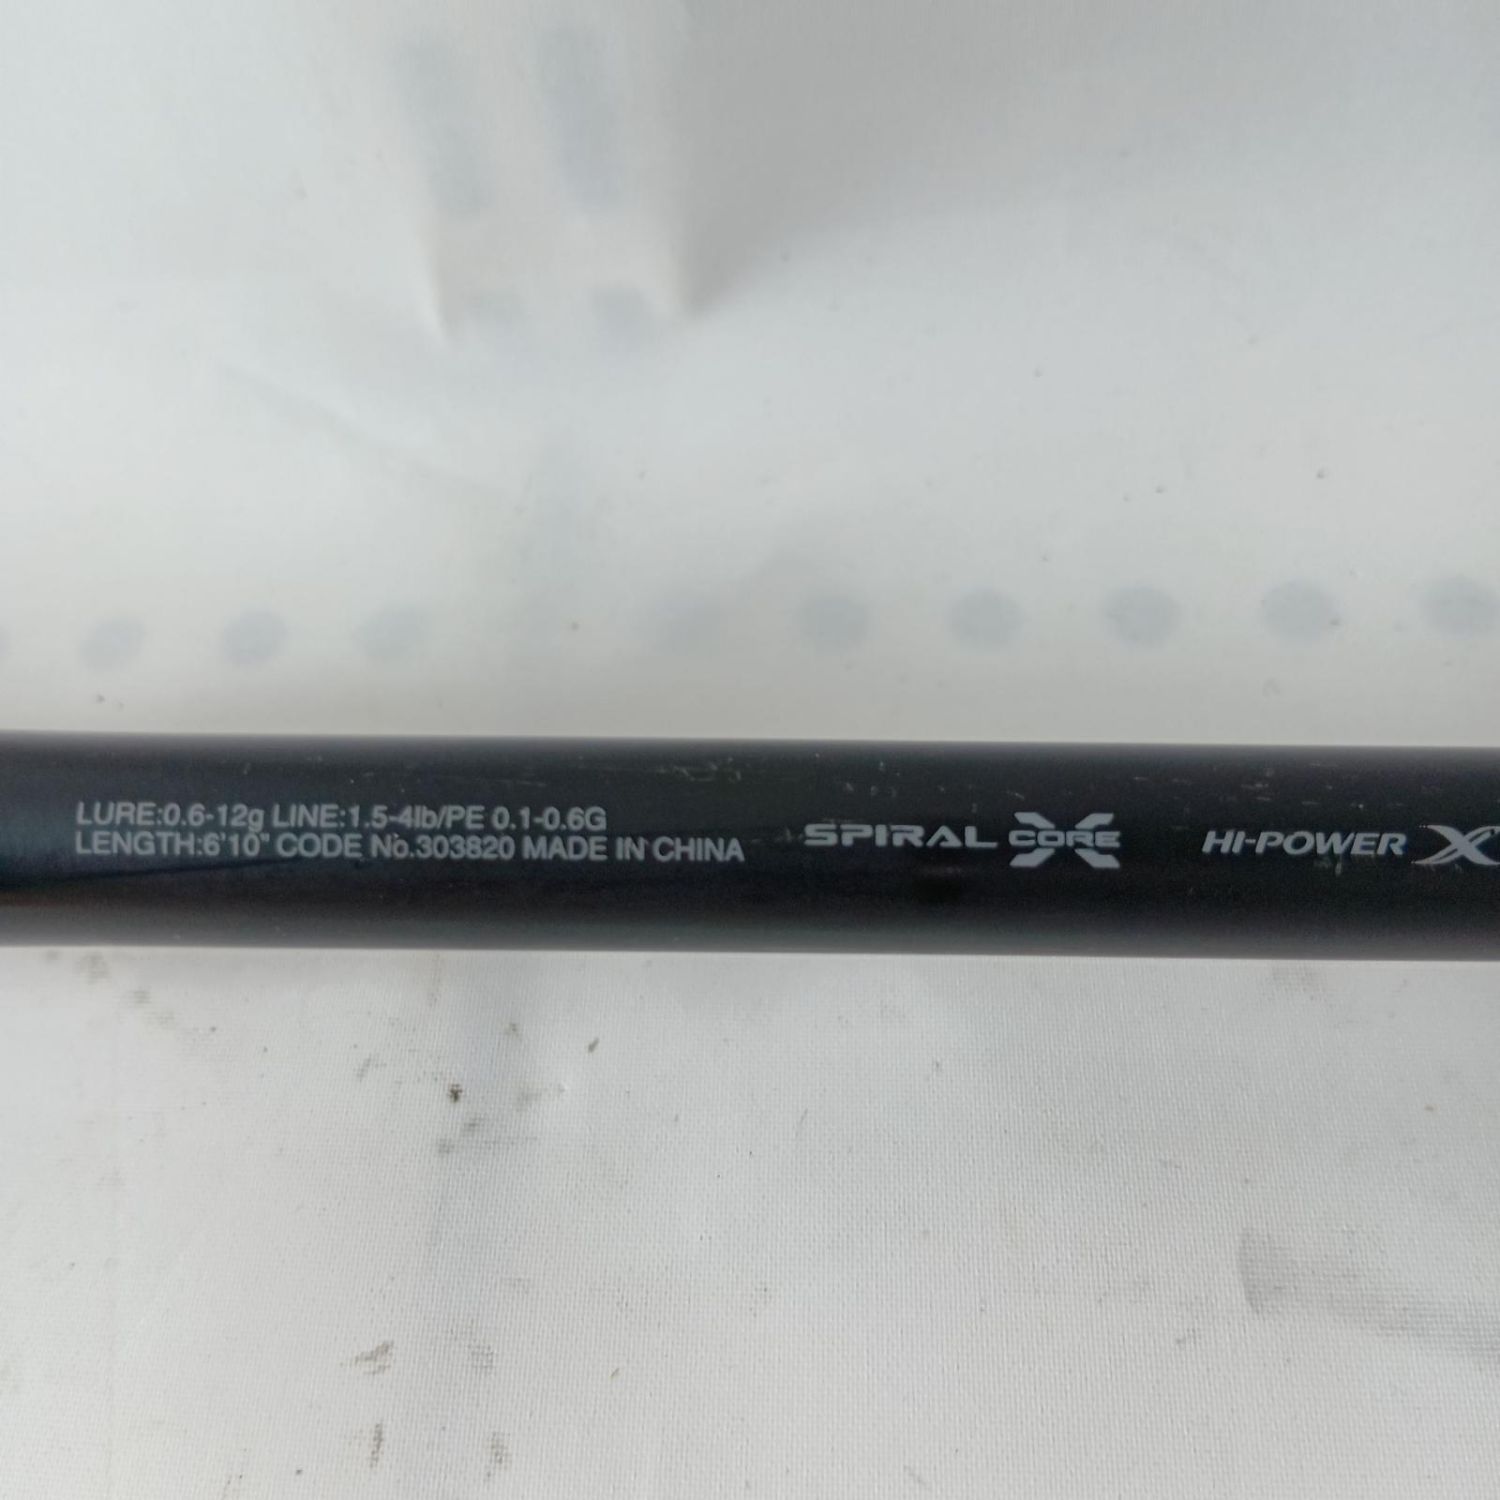 LURE:0.6-12g LINE:1.5-4lb/PE 0.1-0.6G
LENGTH:6'10" CODE No.303820 MADE IN CHINA
SPIRAL X CORE
HI-POWER X